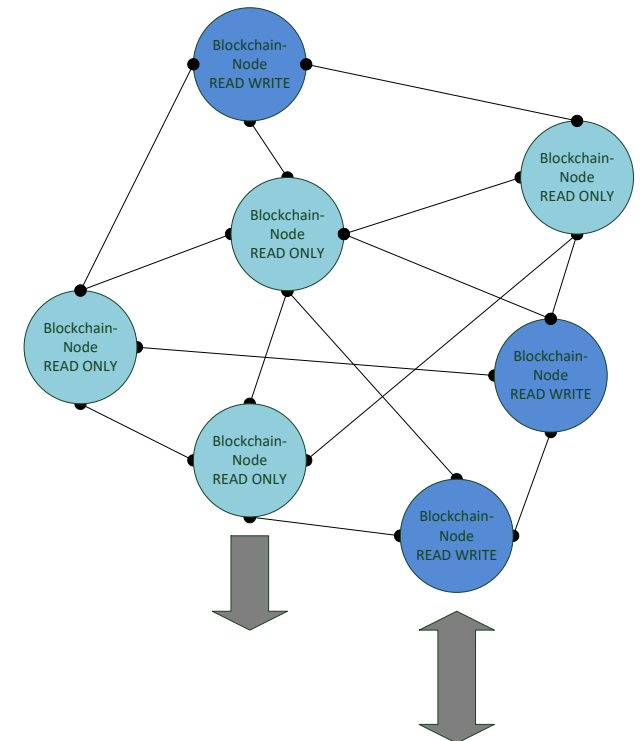 Blockchain-
Node
READ WRITE
Blockchain-
Node
READ ONLY
Blockchain-
Node
READ ONLY
Blockchain-
Node
READ ONLY
Blockchain-
Node
READ WRITE
Blockchain-
Node
READ ONLY
Blockchain-
Node
READ WRITE